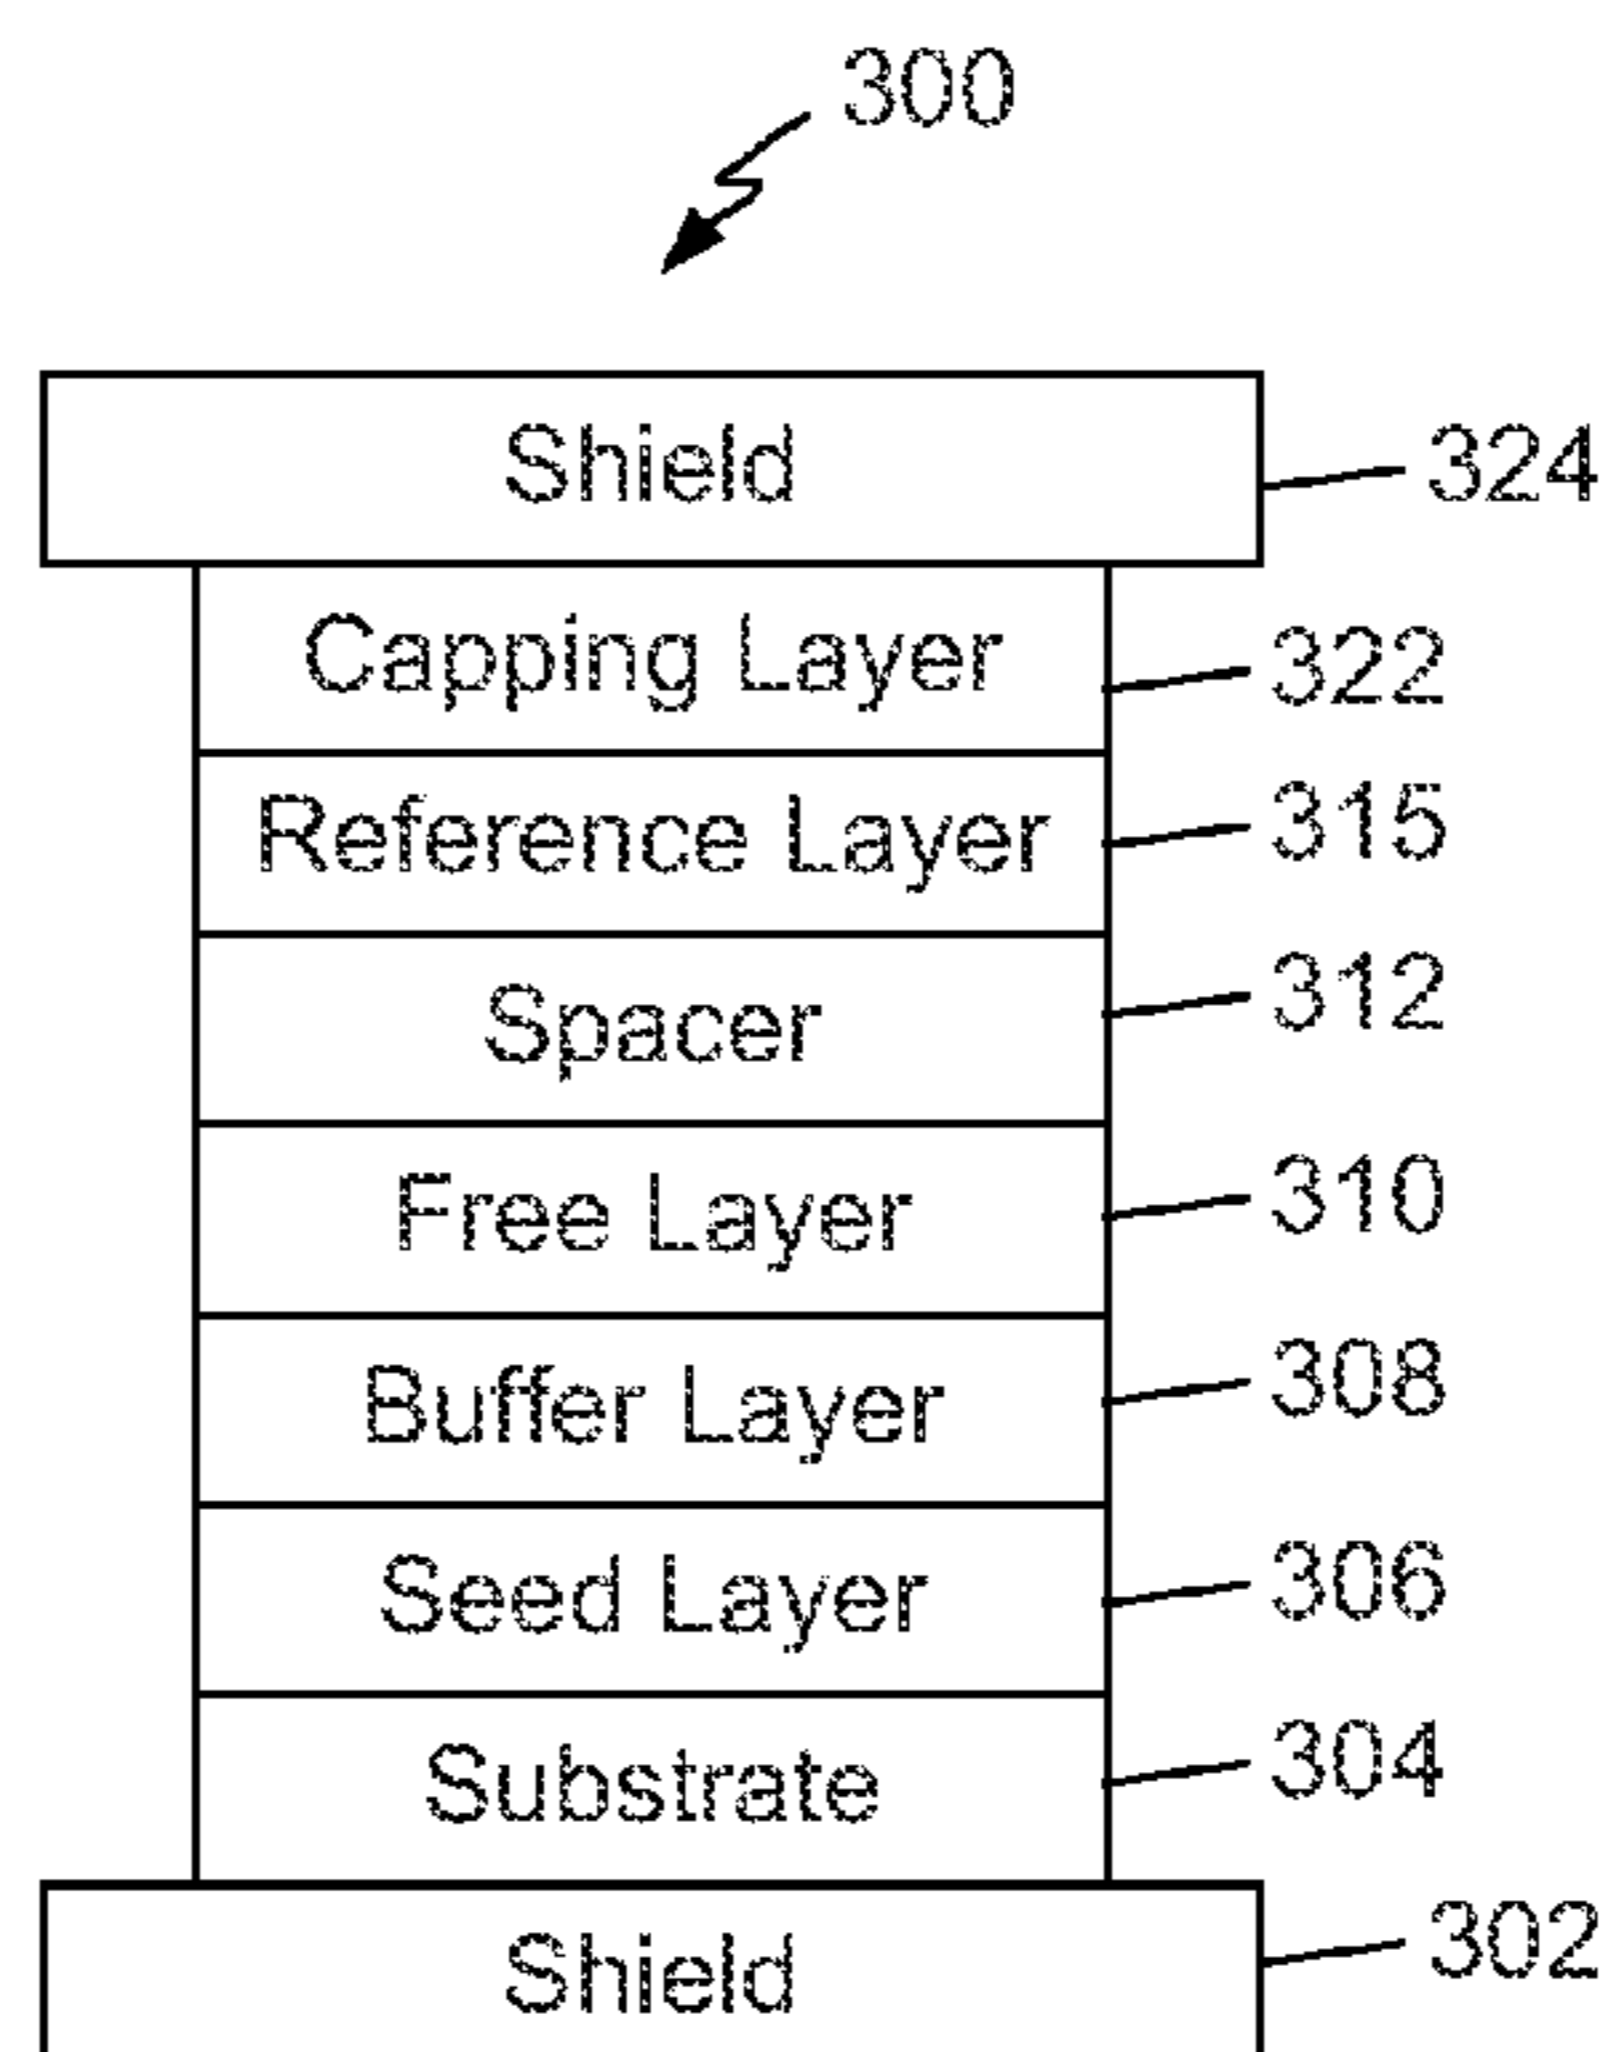 300
Shield 324
Capping Layer 322
Reference Layer 315
Spacer 312
Free Layer 310
Buffer Layer 308
Seed Layer 306
Substrate 304
Shield 302